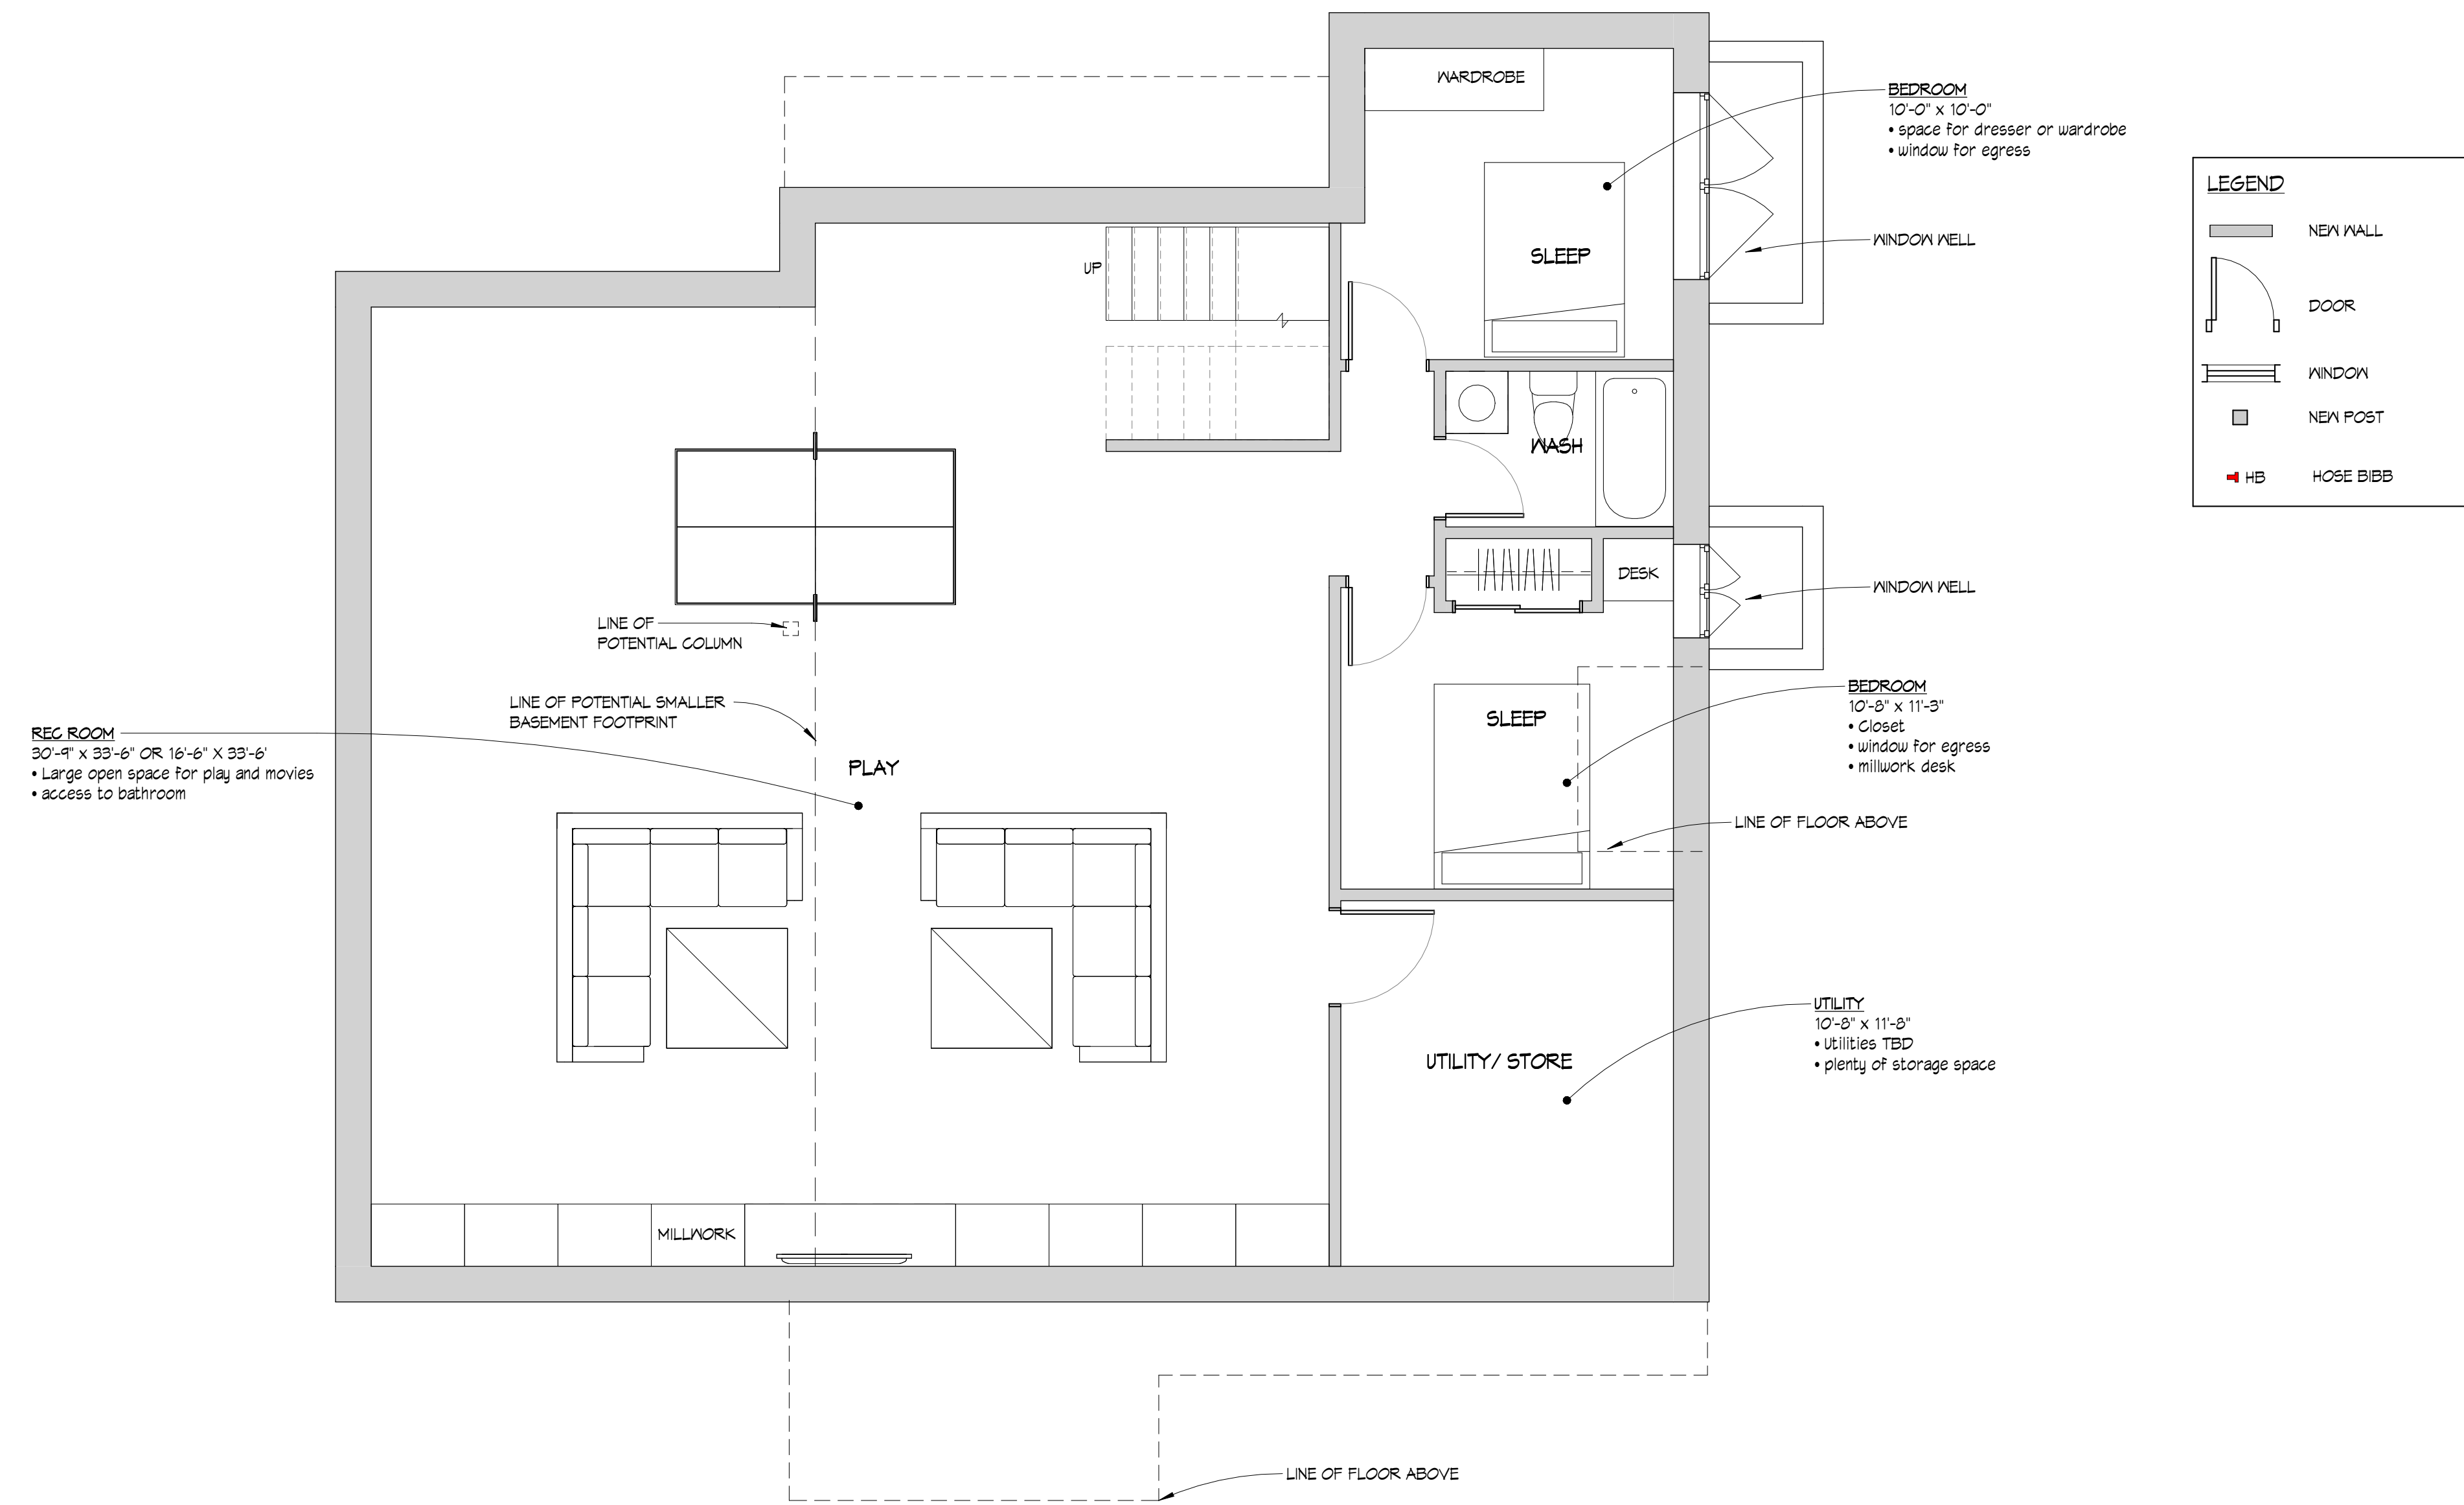 WARDROBE
BEDROOM
10'-0" x 10'-0"
• space for dresser or wardrobe
• window for egress
LEGEND
NEW WALL
DOOR
WINDOW
NEW POST
HB
HOSE BIBB
WINDOW WELL
SLEEP
UP
WASH
DESK
WINDOW WELL
LINE OF
POTENTIAL COLUMN
LINE OF POTENTIAL SMALLER
BASEMENT FOOTPRINT
REC ROOM
30'-9" x 33'-6" OR 16'-6" X 33'-6'
• Large open space for play and movies
• access to bathroom
PLAY
SLEEP
BEDROOM
10'-8" x 11'-3"
• Closet
• window for egress
• millwork desk
LINE OF FLOOR ABOVE
UTILITY
10'-8" x 11'-8"
• Utilities TBD
• plenty of storage space
UTILITY/ STORE
MILLWORK
LINE OF FLOOR ABOVE